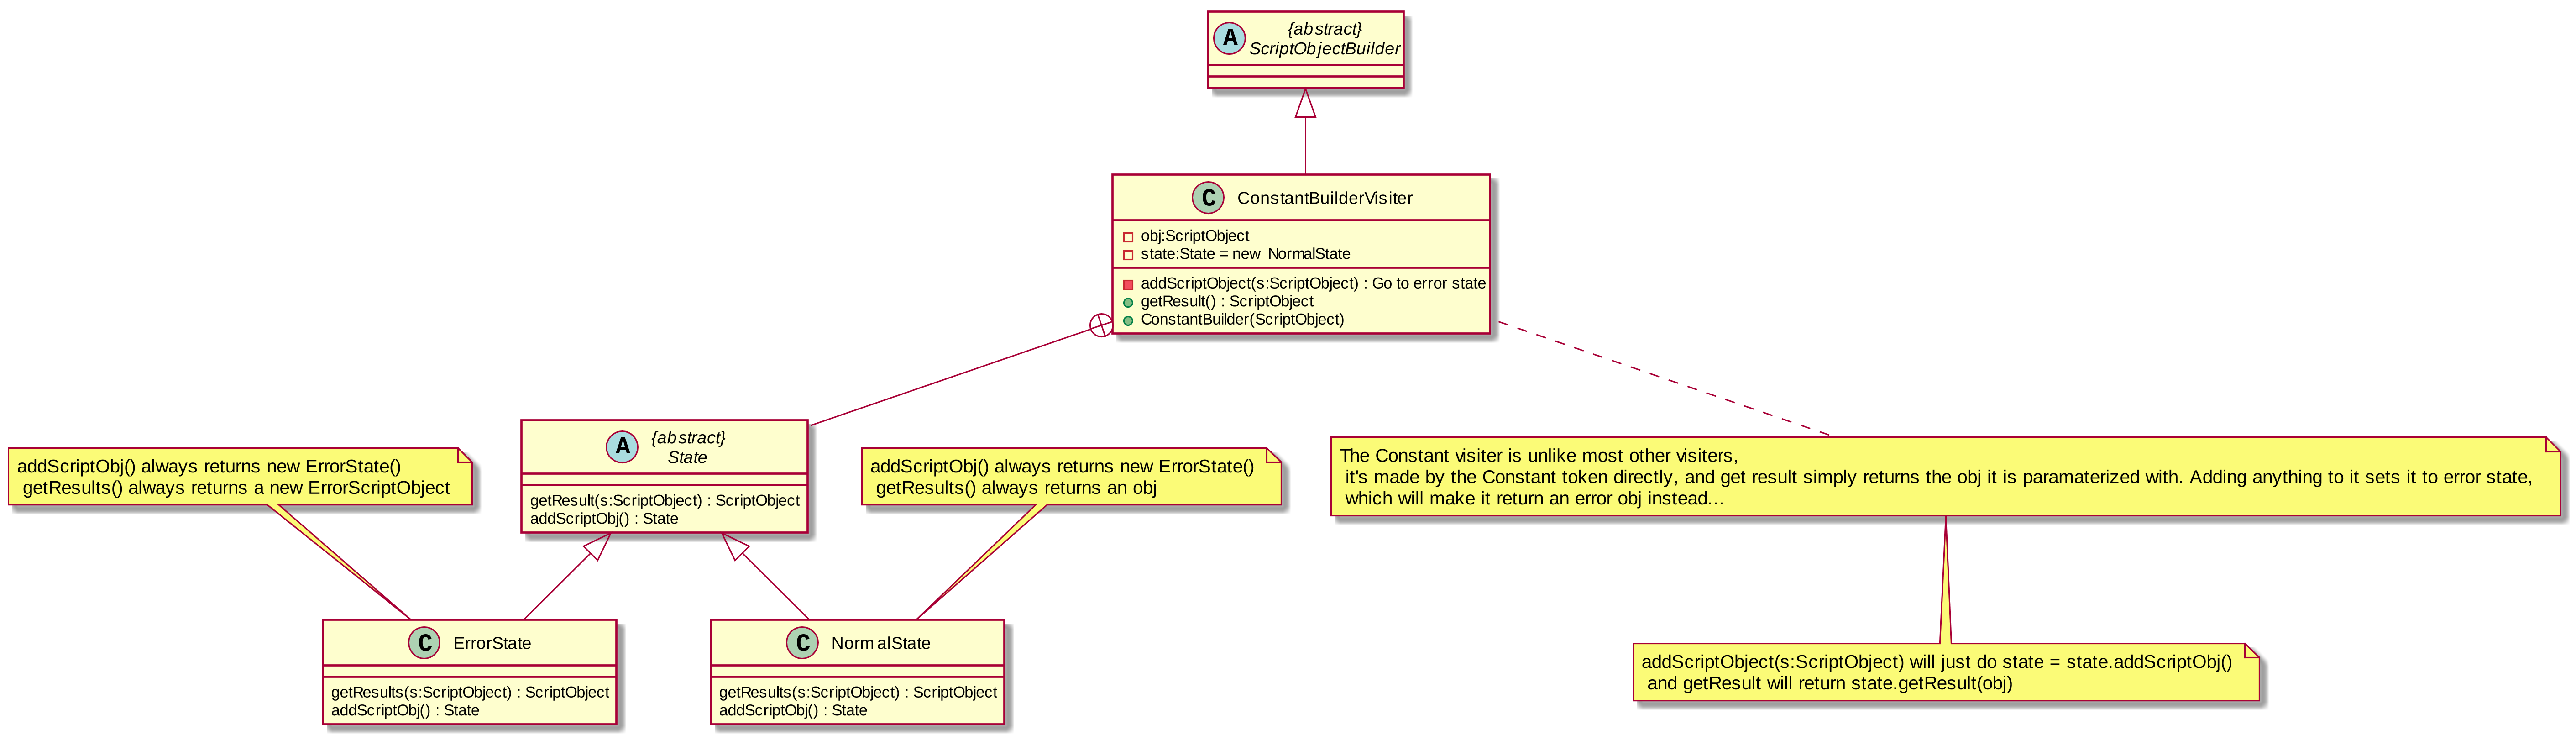 A
{abstract}
ScriptObjectBuilder
C
ConstantBuilderVisiter
obj:ScriptObject
state:State = new NormalState
addScriptObject(s:ScriptObject) : Go to error state
getResult() : ScriptObject
ConstantBuilder(ScriptObject)
addScriptObj() always returns new ErrorState()
getResults() always returns a new ErrorScriptObject
A
{abstract}
State
getResult(s:ScriptObject) : ScriptObject
addScriptObj() : State
addScriptObj() always returns new ErrorState()
getResults() always returns an obj
The Constant visiter is unlike most other visiters,
it's made by the Constant token directly, and get result simply returns the obj it is paramaterized with. Adding anything to it sets it to error state,
which will make it return an error obj instead...
C
ErrorState
getResults(s:ScriptObject) : ScriptObject
addScriptObj() : State
C
NormalState
getResults(s:ScriptObject) : ScriptObject
addScriptObj() : State
addScriptObject(s:ScriptObject) will just do state = state.addScriptObj()
and getResult will return state.getResult(obj)